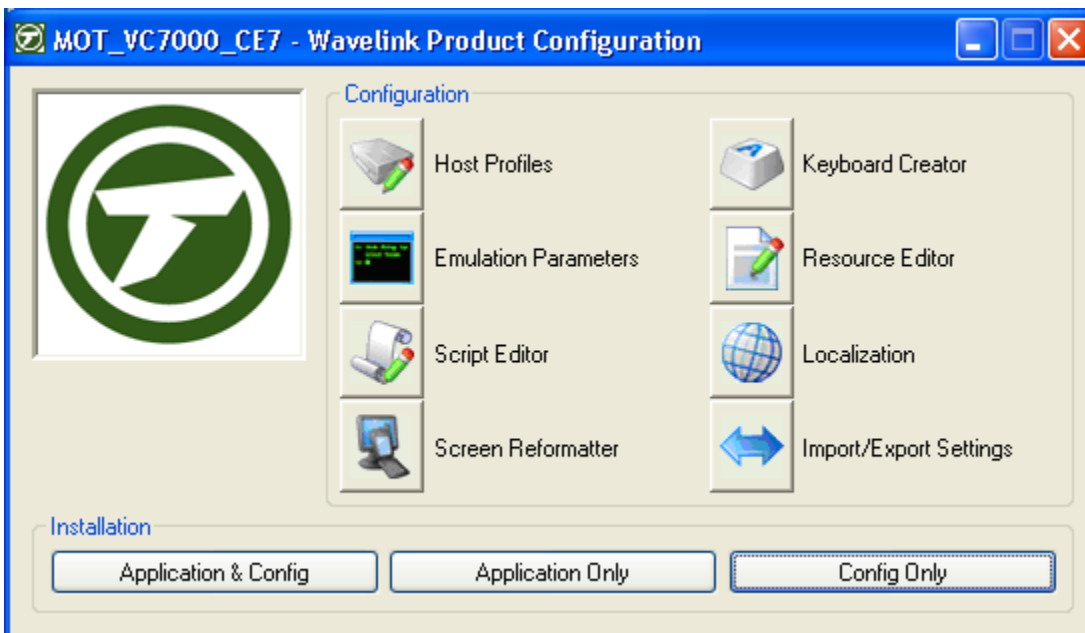 MOT_VC7000_CE7 - Wavelink Product Configuration
Configuration
Host Profiles
Keyboard Creator
Emulation Parameters
Resource Editor
Script Editor
Localization
Screen Reformatter
Import/Export Settings
Installation
Application & Config
Application Only
Config Only